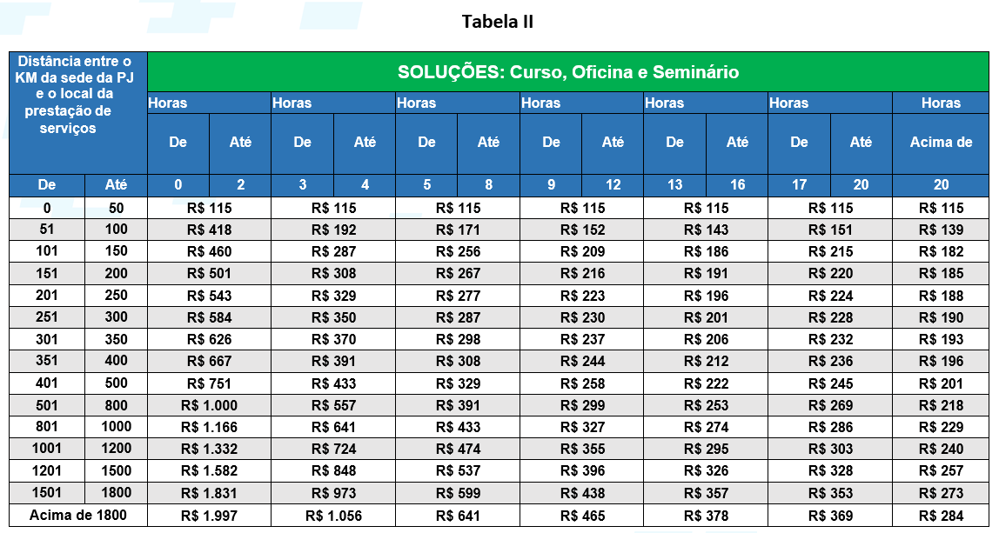 Tabela II
Distância entre o
KM da sede da PJ
e o local da
prestação de
serviços
SOLUÇÕES: Curso, Oficina e Seminário
Horas Horas Horas Horas Horas Horas Horas
De Até De Até De Até De Até De Até De Até Acima de
De Até 0 2 3 4 5 8 9 12 13 16 17 20 20
0 50 R$ 115 R$ 115 R$ 115 R$ 115 R$ 115 R$ 115 R$ 115
51 100 R$ 418 R$ 192 R$ 171 R$ 152 R$ 143 R$ 151 R$ 139
101 150 R$ 460 R$ 287 R$ 256 R$ 209 R$ 186 R$ 215 R$ 182
151 200 R$ 501 R$ 308 R$ 267 R$ 216 R$ 191 R$ 220 R$ 185
201 250 R$ 543 R$ 329 R$ 277 R$ 223 R$ 196 R$ 224 R$ 188
251 300 R$ 584 R$ 350 R$ 287 R$ 230 R$ 201 R$ 228 R$ 190
301 350 R$ 626 R$ 370 R$ 298 R$ 237 R$ 206 R$ 232 R$ 193
351 400 R$ 667 R$ 391 R$ 308 R$ 244 R$ 212 R$ 236 R$ 196
401 500 R$ 751 R$ 433 R$ 329 R$ 258 R$ 222 R$ 245 R$ 201
501 800 R$ 1.000 R$ 557 R$ 391 R$ 299 R$ 253 R$ 269 R$ 218
801 1000 R$ 1.166 R$ 641 R$ 433 R$ 327 R$ 274 R$ 286 R$ 229
1001 1200 R$ 1.332 R$ 724 R$ 474 R$ 355 R$ 295 R$ 303 R$ 240
1201 1500 R$ 1.582 R$ 848 R$ 537 R$ 396 R$ 326 R$ 328 R$ 257
1501 1800 R$ 1.831 R$ 973 R$ 599 R$ 438 R$ 357 R$ 353 R$ 273
Acima de 1800 R$ 1.997 R$ 1.056 R$ 641 R$ 465 R$ 378 R$ 369 R$ 284